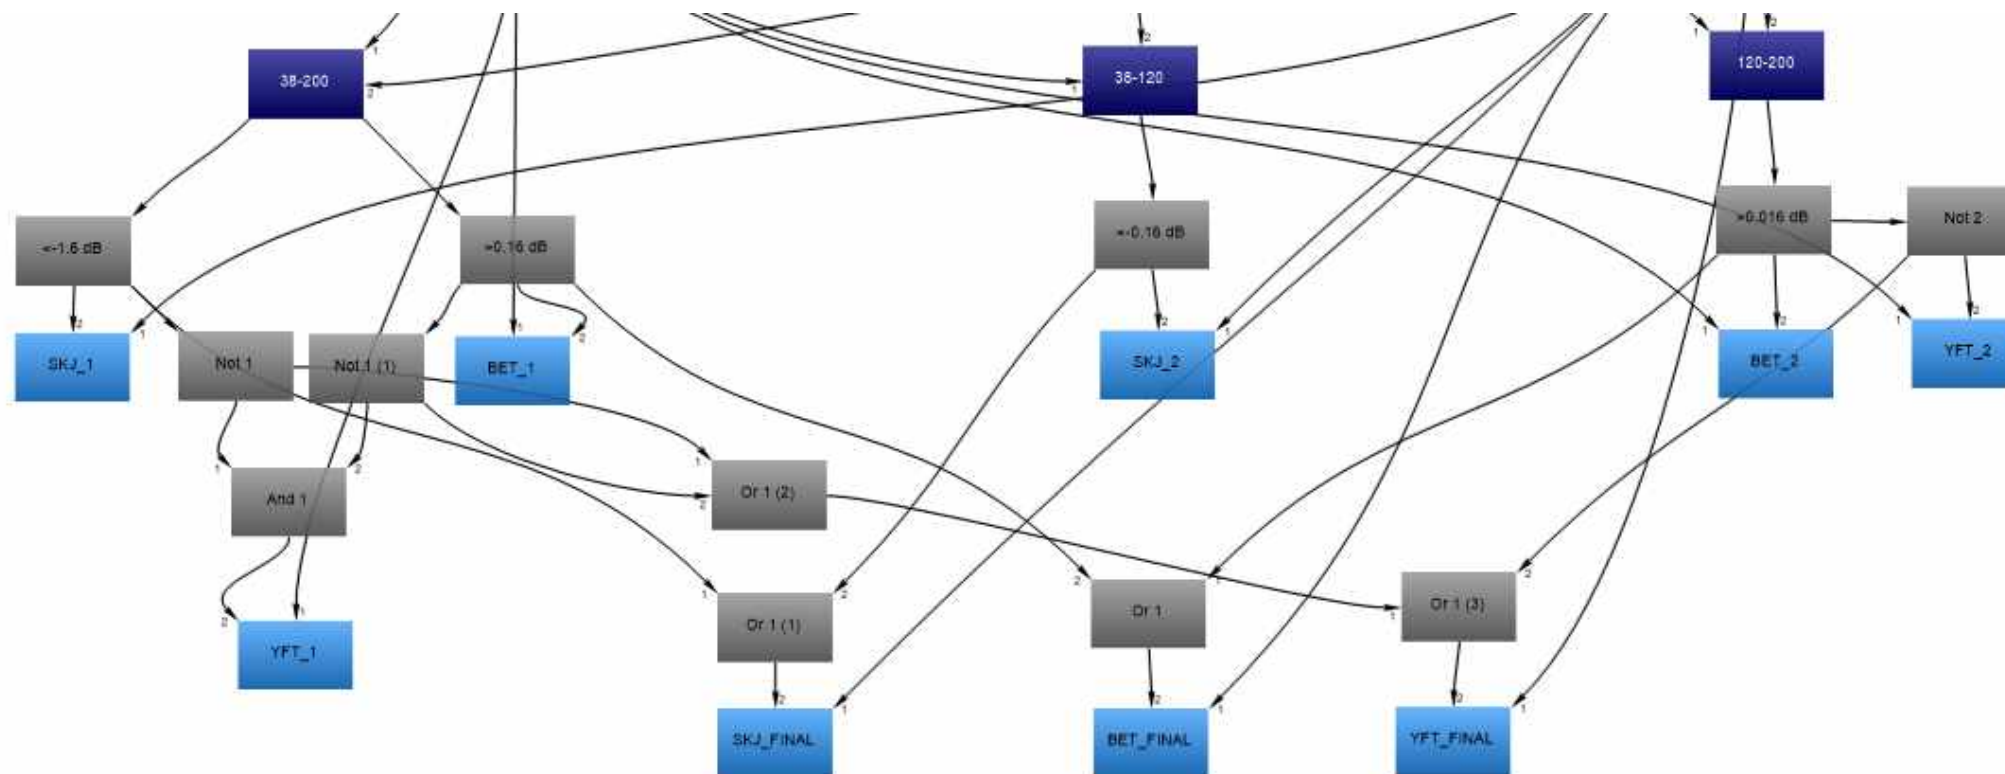 38-200
38-120
120-200
<-1.6 dB
>0.16 dB
>-0.16 dB
>0.016 dB
Not 2
SKJ_1
Not 1
Not 1 (1)
BET_1
SKJ_2
BET_2
YFT_2
And 1
Or 1 (2)
Or 1 (1)
Or 1
Or 1 (3)
YFT_1
SKJ_FINAL
BET_FINAL
YFT_FINAL